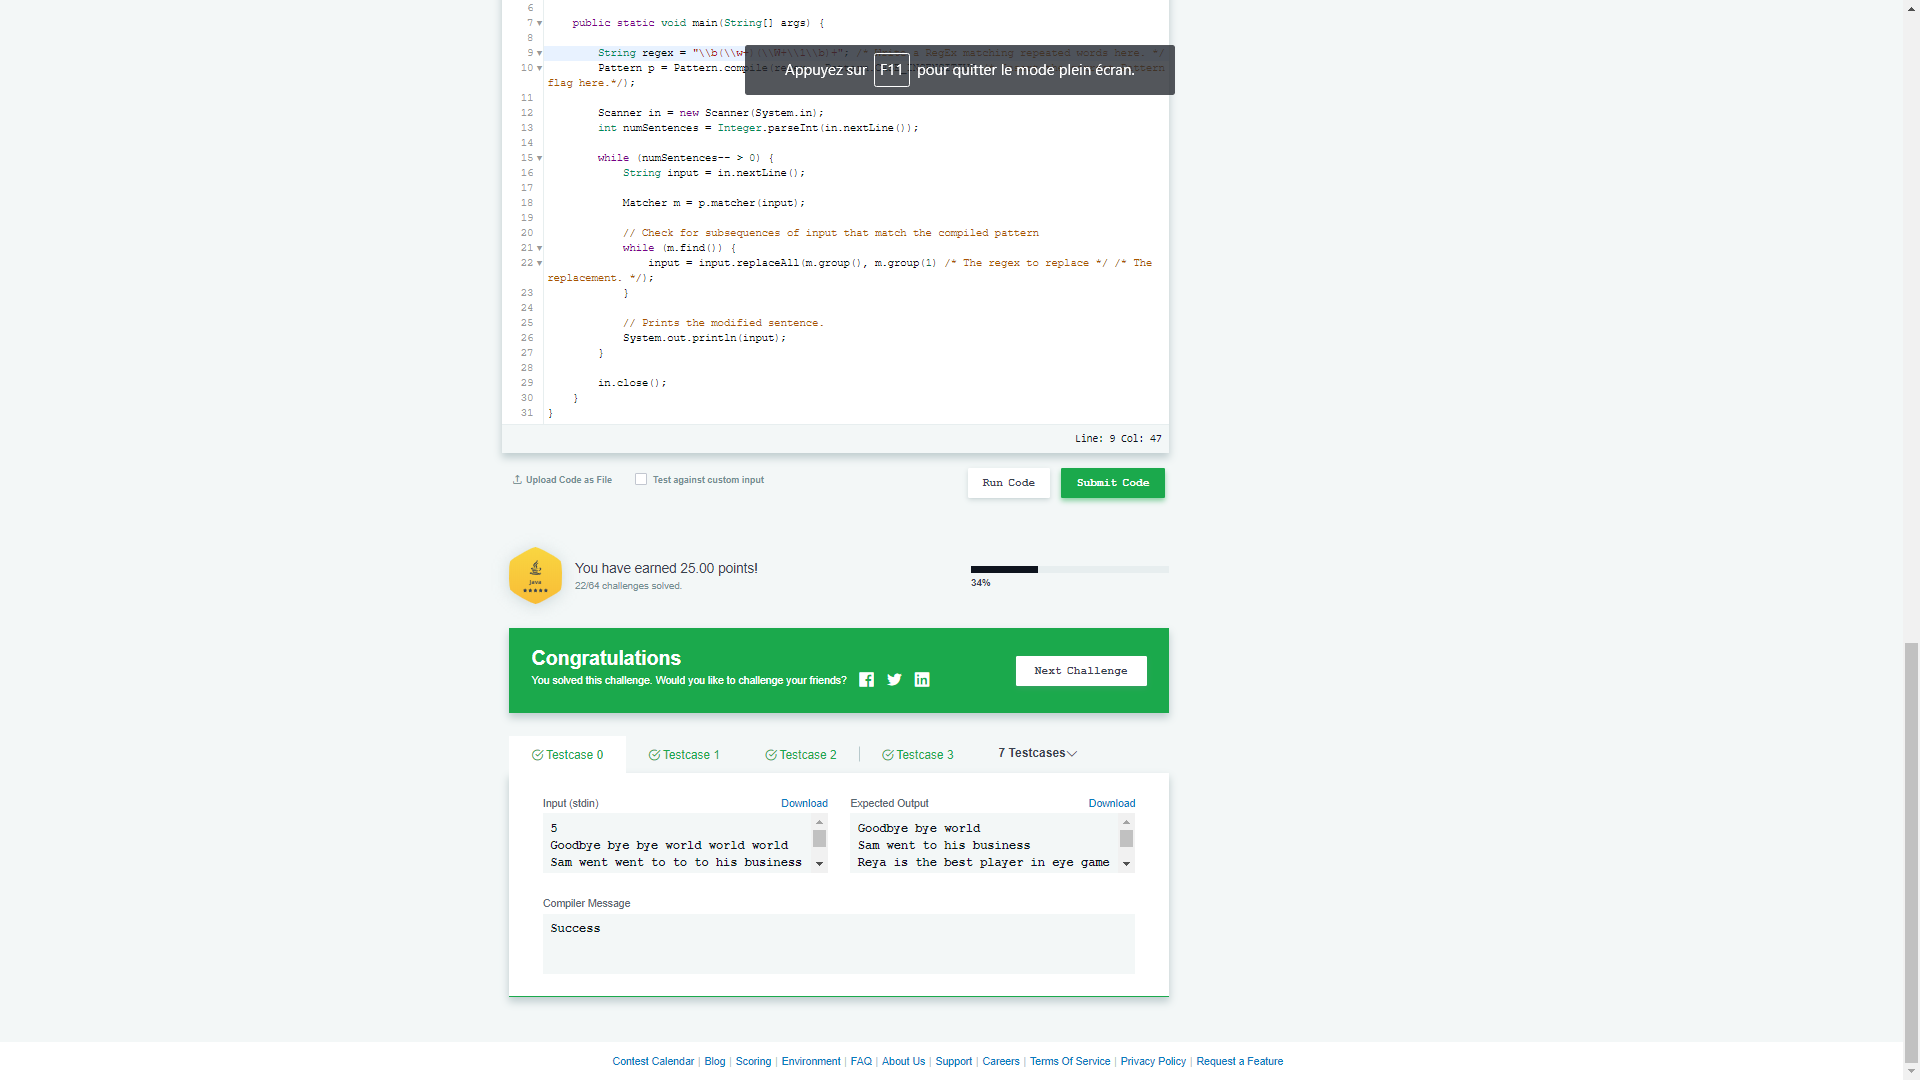 6
7 public static void main(String[] args) {
8
9 String regex = "\\b(\\w
10 Pattern p = Pattern.compile(
flag here.*/);
Appuyez sur F11 pour quitter le mode plein écran.
11
12 Scanner in = new Scanner(System.in);
13 int numSentences = Integer.parseInt(in.nextLine());
14
15 while (numSentences-- > 0) {
16 String input = in.nextLine();
17
18 Matcher m = p.matcher(input);
19
20 // Check for subsequences of input that match the compiled pattern
21 while (m.find()) {
22 input = input.replaceAll(m.group(), m.group(1) /* The regex to replace */ /* The
replacement. */);
23 }
24
25 // Prints the modified sentence.
26 System.out.println(input);
27 }
28
29 in.close();
30 }
31 }
Line: 9 Col: 47
Upload Code as File Test against custom input Run Code Submit Code
Java
You have earned 25.00 points!
22/64 challenges solved.
34%
Congratulations
You solved this challenge. Would you like to challenge your friends?
Next Challenge
Testcase 0 Testcase 1 Testcase 2 Testcase 3 7 Testcases
Input (stdin) Download
5
Goodbye bye bye world world world
Sam went went to to to his business
Expected Output Download
Goodbye bye world
Sam went to his business
Reya is the best player in eye game
Compiler Message
Success
Contest Calendar | Blog | Scoring | Environment | FAQ | About Us | Support | Careers | Terms Of Service | Privacy Policy | Request a Feature